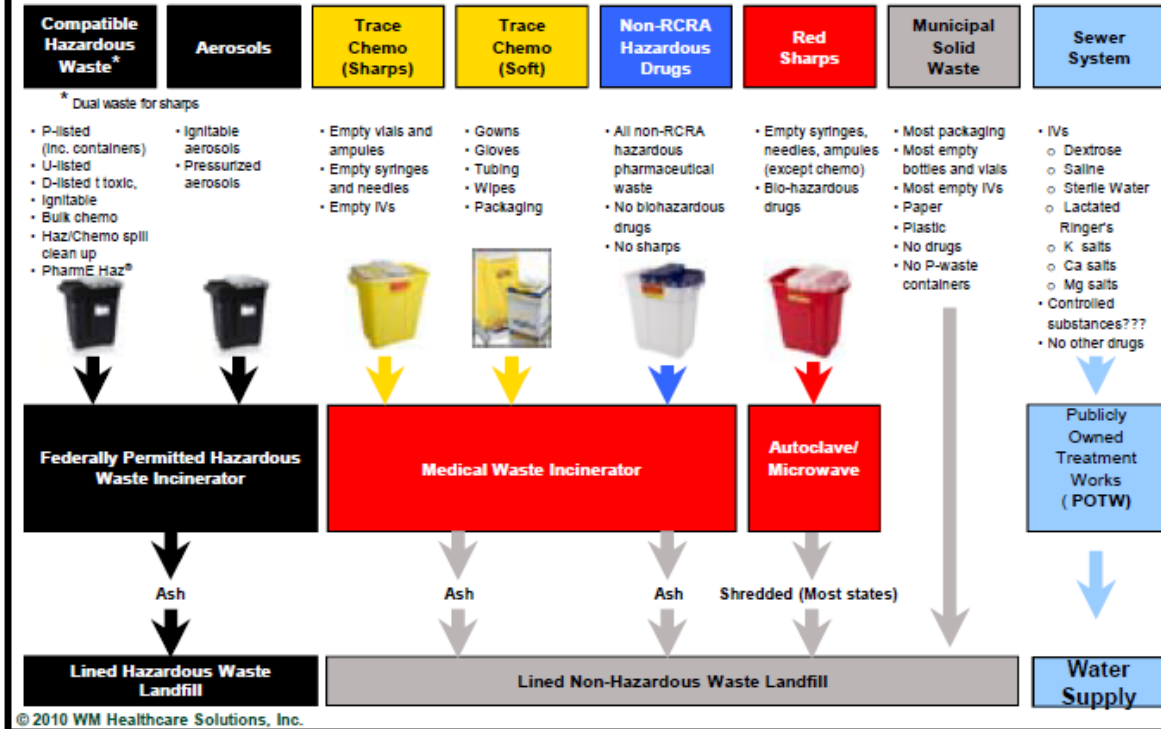 Compatible
Hazardous
Waste*
Aerosols
Trace
Chemo
(Sharps)
Trace
Chemo
(Soft)
Non-RCRA
Hazardous
Drugs
Red
Sharps
Municipal
Solid
Waste
Sewer
System
* Dual waste for sharps
• P-listed
(inc. containers)
• U-listed
• D-listed t toxic,
• Ignitable
• Bulk chemo
• Haz/Chemo spill
clean up
• PharmE Haz®
• Ignitable
aerosols
• Pressurized
aerosols
• Empty vials and
ampules
• Empty syringes
and needles
• Empty IVs
• Gowns
• Gloves
• Tubing
• Wipes
• Packaging
• All non-RCRA
hazardous
pharmaceutical
waste
• No biohazardous
drugs
• No sharps
• Empty syringes,
needles, ampules
(except chemo)
• Bio-hazardous
drugs
• Most packaging
• Most empty
bottles and vials
• Most empty IVs
• Paper
• Plastic
• No drugs
• No P-waste
containers
• IVs
o Dextrose
o Saline
o Sterile Water
o Lactated
Ringer's
o K salts
o Ca salts
o Mg salts
• Controlled
substances???
• No other drugs
Federally Permitted Hazardous
Waste Incinerator
Medical Waste Incinerator
Autoclave/
Microwave
Publicly
Owned
Treatment
Works
( POTW)
Ash
Ash
Ash
Shredded (Most states)
Lined Hazardous Waste
Landfill
Lined Non-Hazardous Waste Landfill
Water
Supply
© 2010 WM Healthcare Solutions, Inc.